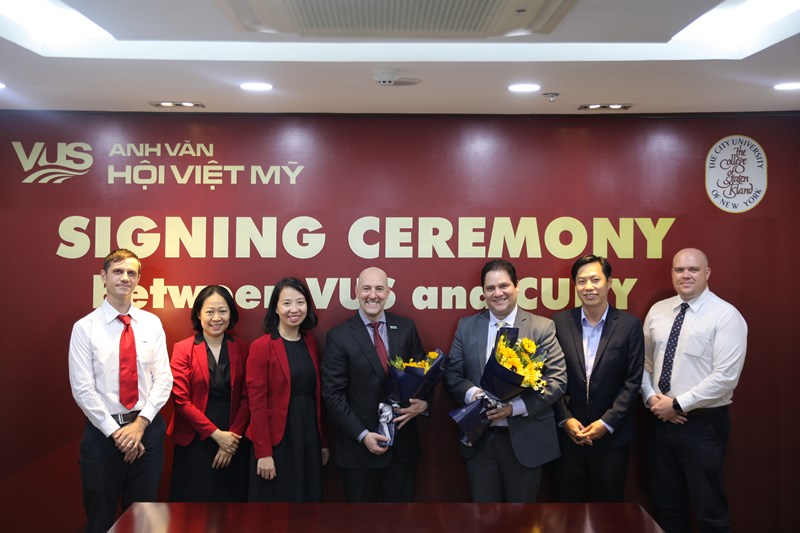 VUS
ANH VĂN
HỘI VIỆT MỸ
THE CITY UNIVERSITY
The
College
of
Staten
Island
OF NEW YORK
SIGNING CEREMONY
between VUS and CUNY